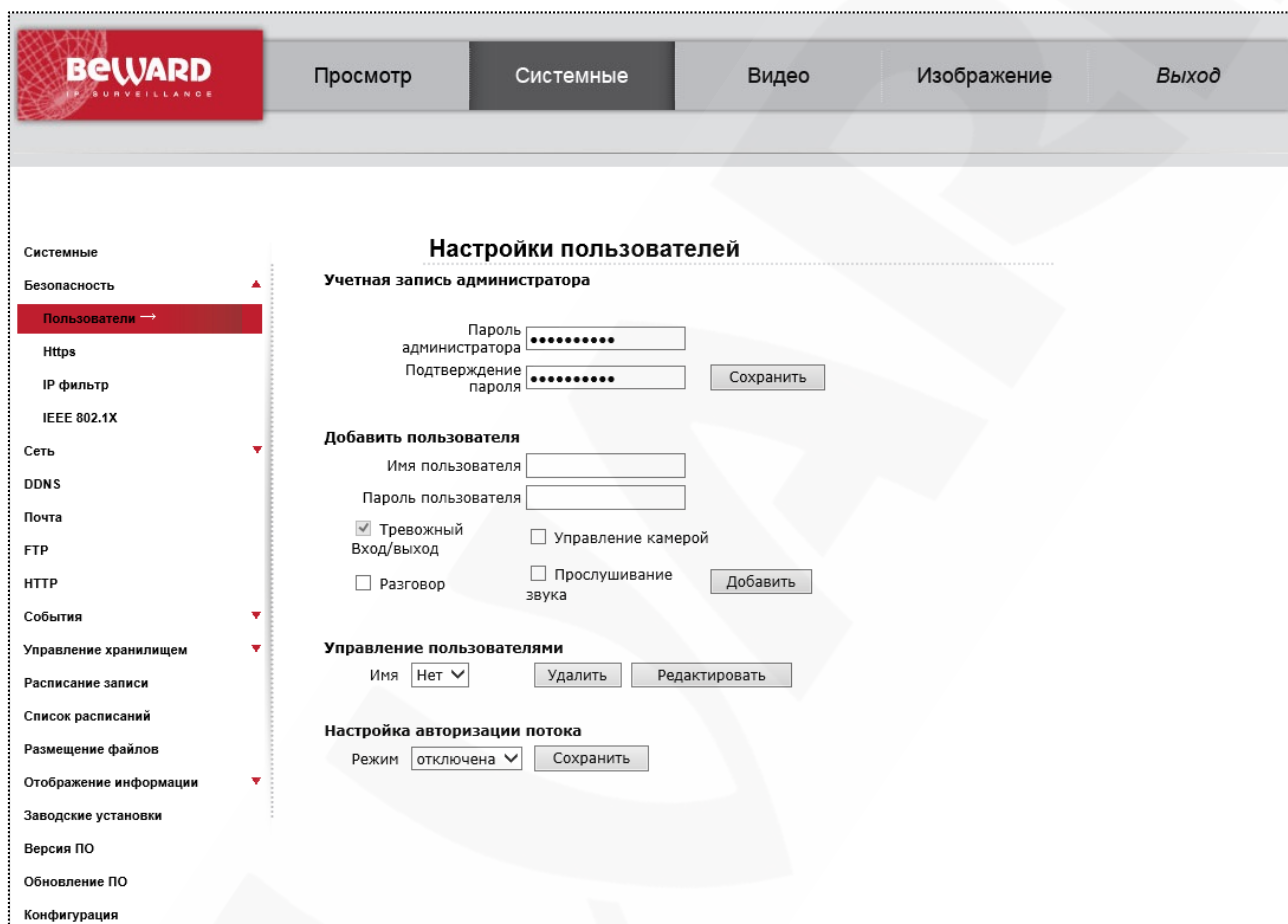 BEWARD
IP SURVEILLANCE
Просмотр
Системные
Видео
Изображение
Выход
Системные
Безопасность
Пользователи →
Https
IP фильтр
IEEE 802.1X
Сеть
DDNS
Почта
FTP
HTTP
События
Управление хранилищем
Расписание записи
Список расписаний
Размещение файлов
Отображение информации
Заводские установки
Версия ПО
Обновление ПО
Конфигурация
Настройки пользователей
Учетная запись администратора
Пароль
администратора ••••••••••
Подтверждение
пароля •••••••••• Сохранить
Добавить пользователя
Имя пользователя
Пароль пользователя
Тревожный
Вход/выход
Управление камерой
Разговор
Прослушивание
звука
Добавить
Управление пользователями
Имя Нет Удалить Редактировать
Настройка авторизации потока
Режим отключена Сохранить